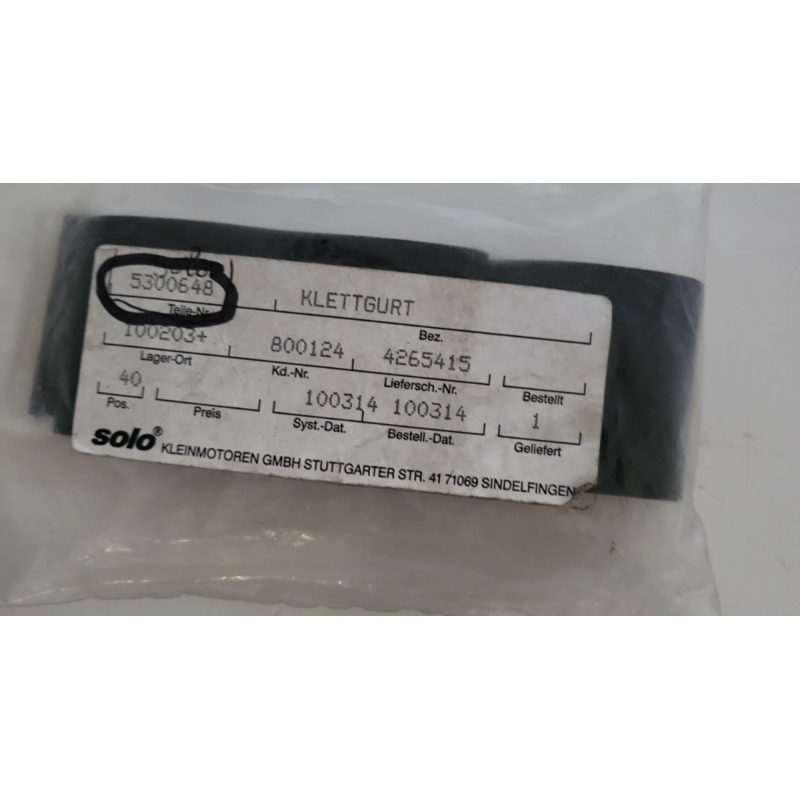 5300648 KLETTGURT
Teile-Nr. Bez.
100203+ 800124 4265415
Lager-Ort Kd.-Nr. Liefersch.-Nr. Bestellt
40 100314 100314 1
Pos. Preis Syst.-Dat. Bestell.-Dat. Geliefert
solo® KLEINMOTOREN GMBH STUTTGARTER STR. 41 71069 SINDELFINGEN